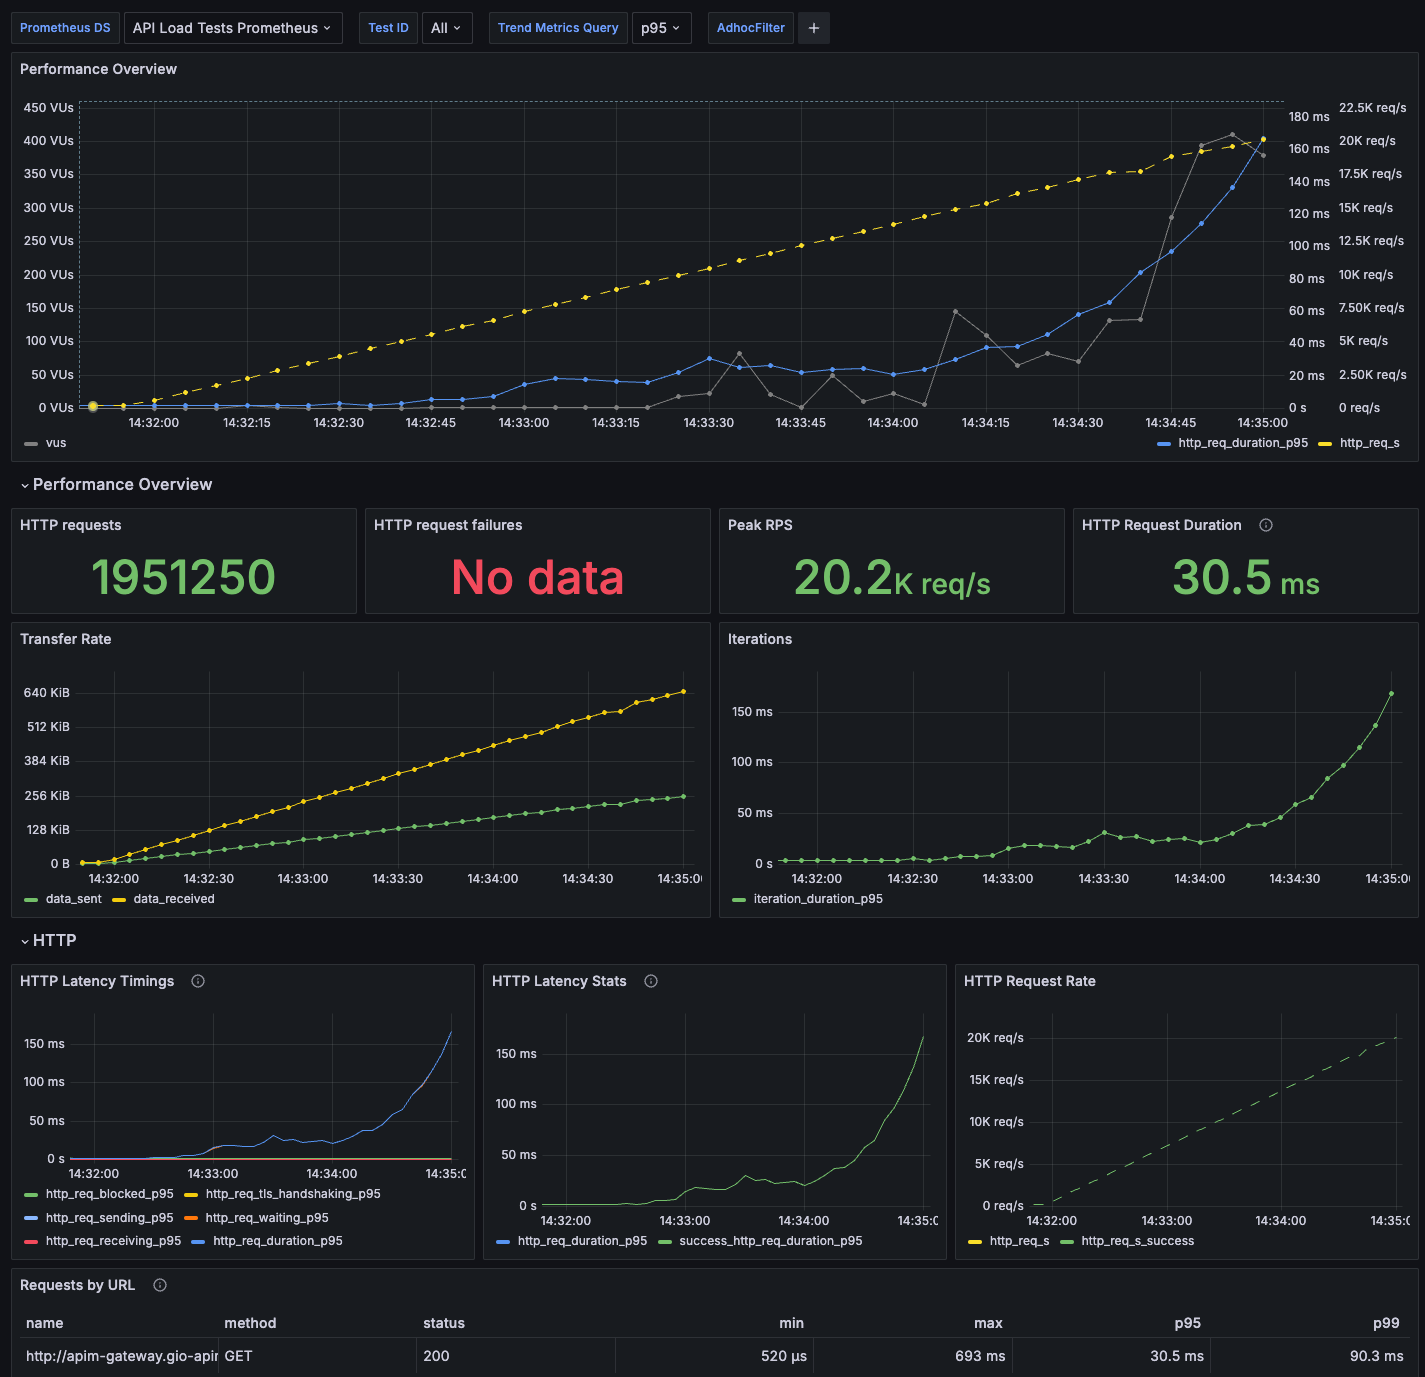 Prometheus DS API Load Tests Prometheus Test ID All Trend Metrics Query p95 AdhocFilter +
Performance Overview
450 VUs
400 VUs
350 VUs
300 VUs
250 VUs
200 VUs
150 VUs
100 VUs
50 VUs
0 VUs
180 ms
160 ms
140 ms
120 ms
100 ms
80 ms
60 ms
40 ms
20 ms
0 s
22.5K req/s
20K req/s
17.5K req/s
15K req/s
12.5K req/s
10K req/s
7.50K req/s
5K req/s
2.50K req/s
0 req/s
14:32:00 14:32:15 14:32:30 14:32:45 14:33:00 14:33:15 14:33:30 14:33:45 14:34:00 14:34:15 14:34:30 14:34:45 14:35:00
vus http_req_duration_p95 http_req_s
Performance Overview
HTTP requests
1951250
HTTP request failures
No data
Peak RPS
20.2K req/s
HTTP Request Duration
30.5 ms
Transfer Rate
640 KiB
512 KiB
384 KiB
256 KiB
128 KiB
0 B
14:32:00 14:32:30 14:33:00 14:33:30 14:34:00 14:34:30 14:35:0
data_sent data_received
Iterations
150 ms
100 ms
50 ms
0 s
14:32:00 14:32:30 14:33:00 14:33:30 14:34:00 14:34:30 14:35:0
iteration_duration_p95
HTTP
HTTP Latency Timings
150 ms
100 ms
50 ms
0 s
14:32:00 14:33:00 14:34:00 14:35:
http_req_blocked_p95 http_req_tls_handshaking_p95
http_req_sending_p95 http_req_waiting_p95
http_req_receiving_p95 http_req_duration_p95
HTTP Latency Stats
150 ms
100 ms
50 ms
0 s
14:32:00 14:33:00 14:34:00 14:35:
http_req_duration_p95 success_http_req_duration_p95
HTTP Request Rate
20K req/s
15K req/s
10K req/s
5K req/s
0 req/s
14:32:00 14:33:00 14:34:00 14:35:
http_req_s http_req_s_success
Requests by URL
name method status min max p95 p99
http://apim-gateway.gio-apir GET 200 520 µs 693 ms 30.5 ms 90.3 ms